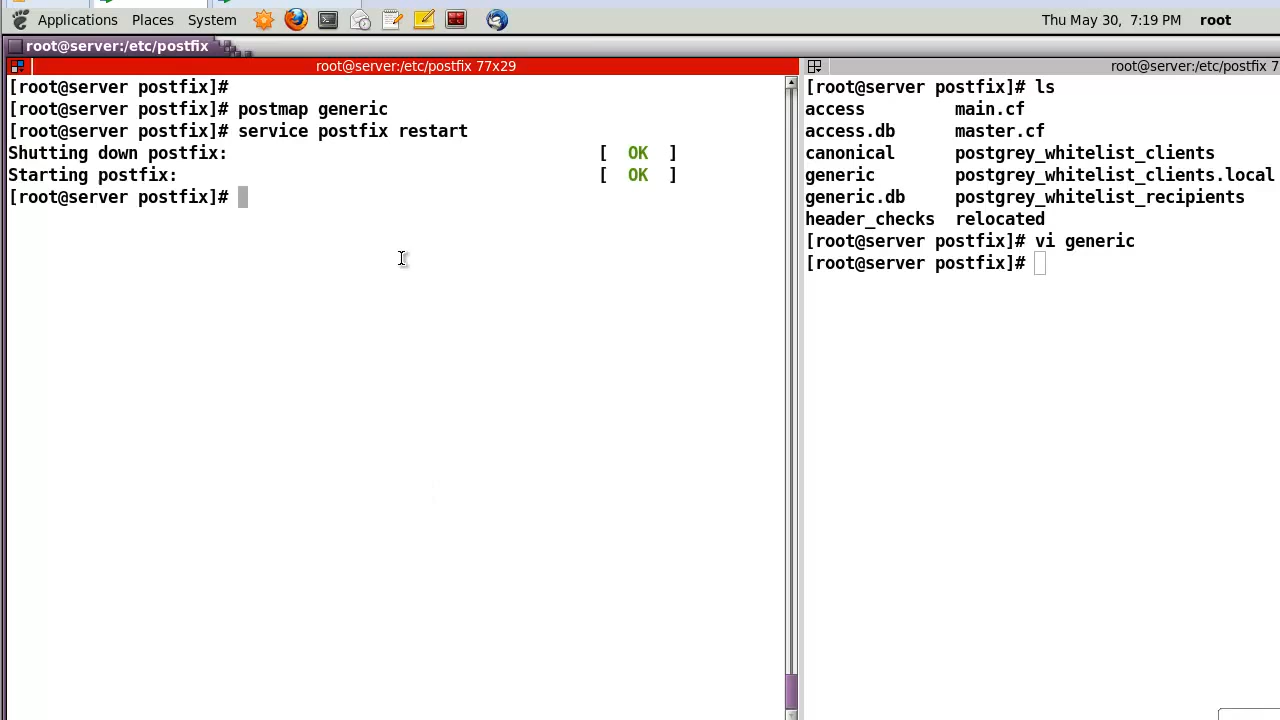 Applications Places System Thu May 30, 7:19 PM root
root@server:/etc/postfix
root@server:/etc/postfix 77x29
[root@server postfix]#
[root@server postfix]# postmap generic
[root@server postfix]# service postfix restart
Shutting down postfix: [ OK ]
Starting postfix: [ OK ]
[root@server postfix]#
root@server:/etc/postfix 7
[root@server postfix]# ls
access main.cf
access.db master.cf
canonical postgrey_whitelist_clients
generic postgrey_whitelist_clients.local
generic.db postgrey_whitelist_recipients
header_checks relocated
[root@server postfix]# vi generic
[root@server postfix]#